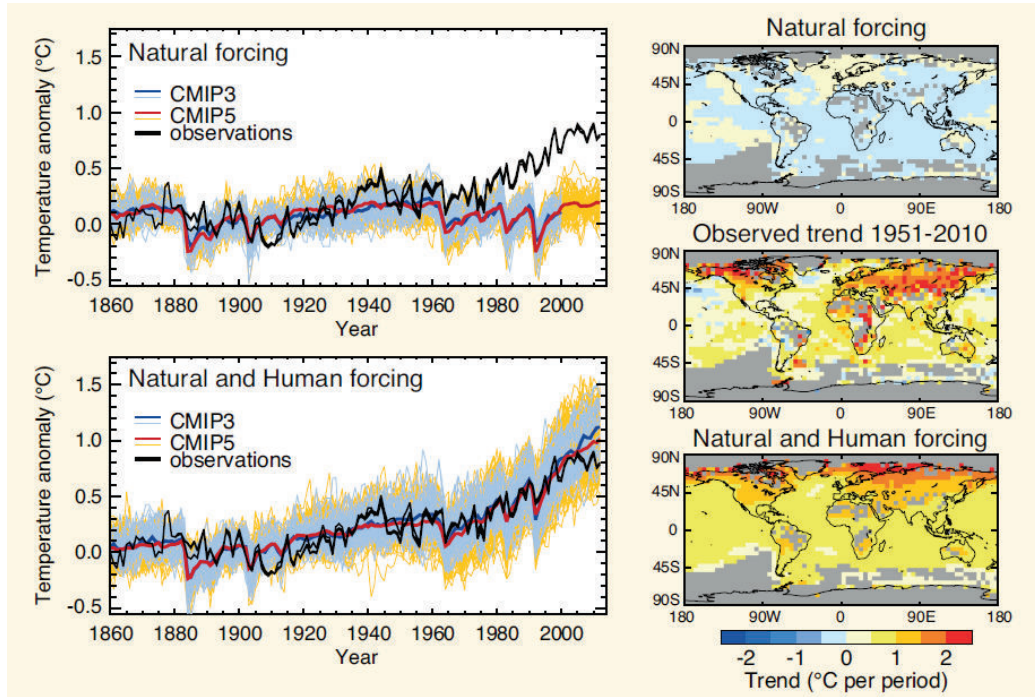 Natural forcing
CMIP3
CMIP5
observations
Temperature anomaly (°C)
1.5
1.0
0.5
0.0
-0.5
1860 1880 1900 1920 1940 1960 1980 2000
Year
Natural and Human forcing
CMIP3
CMIP5
observations
Temperature anomaly (°C)
1.5
1.0
0.5
0.0
-0.5
1860 1880 1900 1920 1940 1960 1980 2000
Year
Natural forcing
90N
45N
0
45S
90S
180 90W 0 90E 180
Observed trend 1951-2010
90N
45N
0
45S
90S
180 90W 0 90E 180
Natural and Human forcing
90N
45N
0
45S
90S
180 90W 0 90E 180
-2 -1 0 1 2
Trend (°C per period)